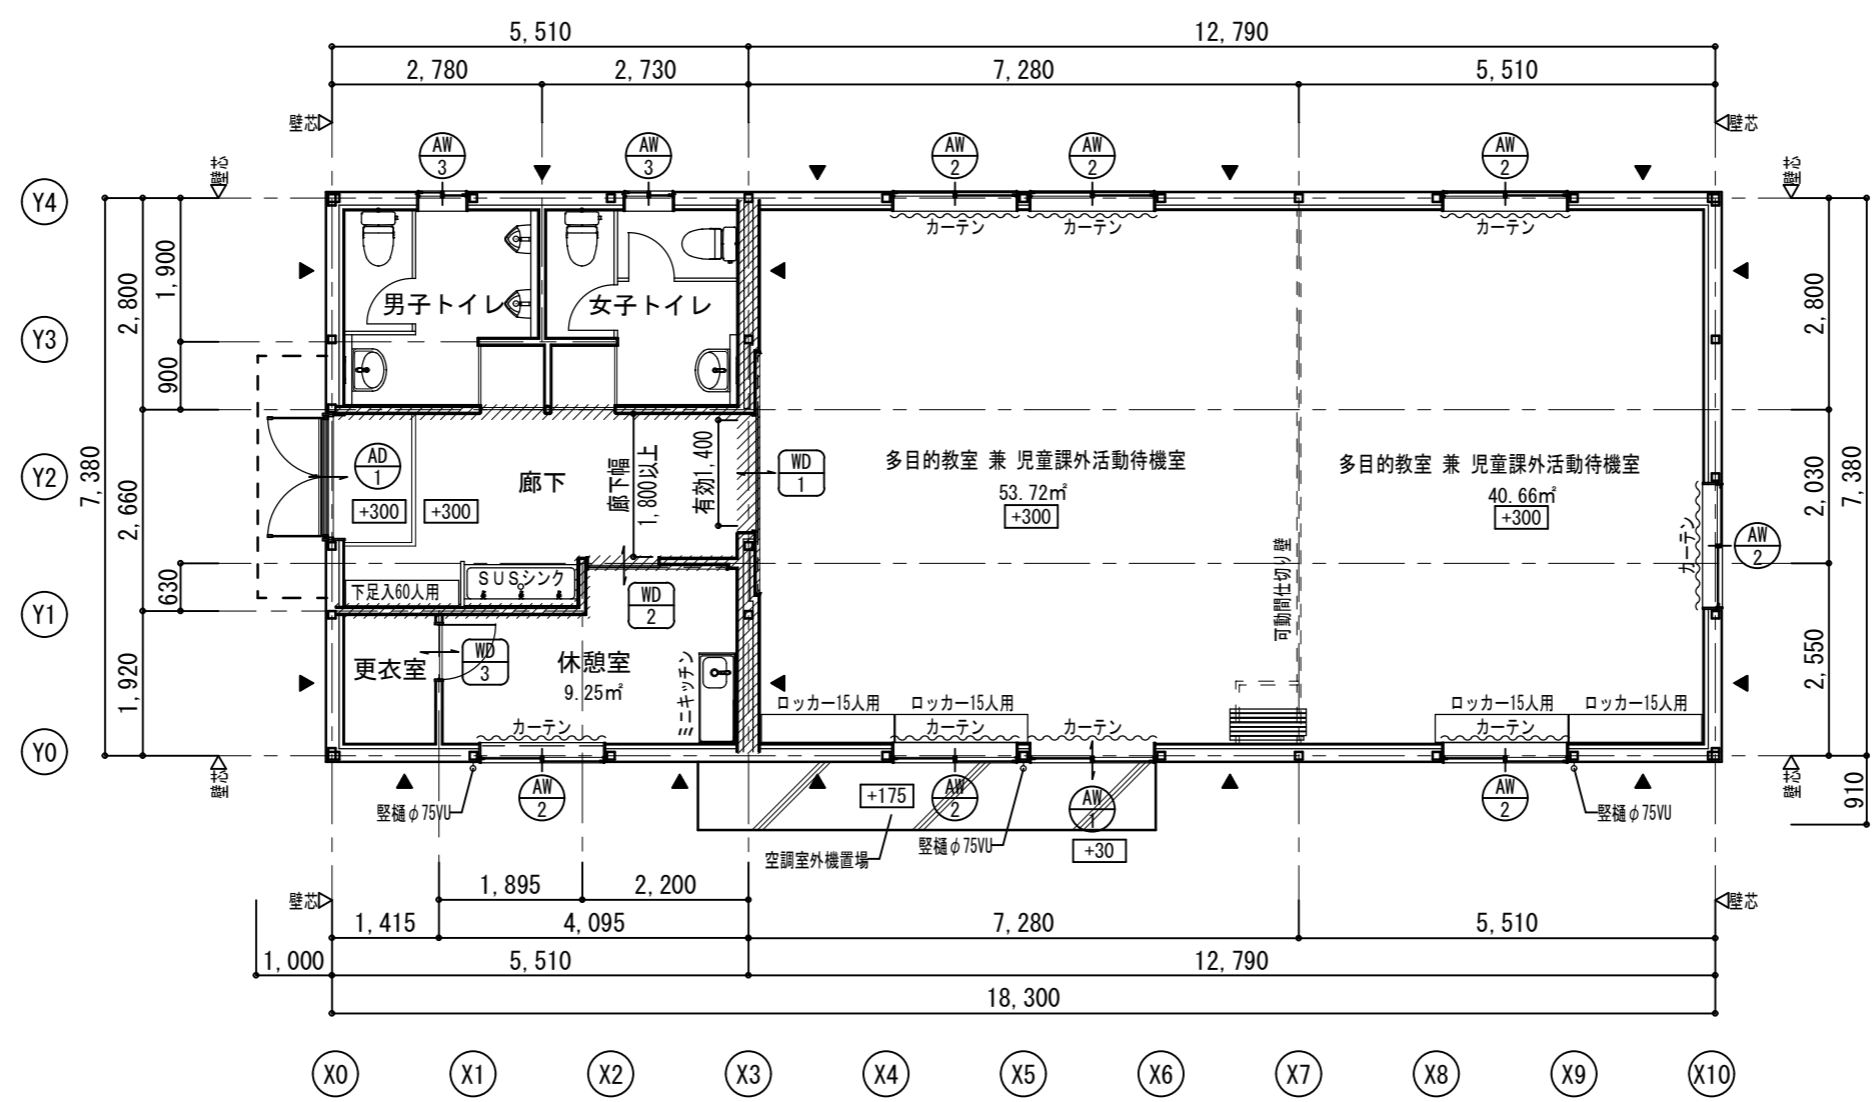 5,510
12,790
2,780
2,730
7,280
5,510
壁芯
壁芯
壁芯
壁芯
AW
3
AW
3
AW
2
AW
2
AW
2
Y4
Y3
Y2
Y1
Y0
カーテン
カーテン
カーテン
男子トイレ
女子トイレ
7,380
2,800
2,660
1,920
1,900
900
630
2,800
2,030
2,550
7,380
910
AD
1
+300
+300
廊下
廊下幅
1,800以上
有効1,400
WD
1
多目的教室 兼 児童課外活動待機室
53.72㎡
+300
多目的教室 兼 児童課外活動待機室
40.66㎡
+300
可動間仕切り壁
カーテン
AW
2
下足入60人用
SUSシンク
WD
2
更衣室
WD
3
休憩室
9.25㎡
ミニキッチン
カーテン
ロッカー15人用
ロッカー15人用
カーテン
カーテン
ロッカー15人用
カーテン
ロッカー15人用
壁芯
壁芯
AW
2
竪樋φ75VU
+175
AW
2
AW
1
+30
竪樋φ75VU
空調室外機置場
AW
2
竪樋φ75VU
壁芯
壁芯
1,895
2,200
1,415
4,095
7,280
5,510
1,000
5,510
12,790
18,300
X0
X1
X2
X3
X4
X5
X6
X7
X8
X9
X10